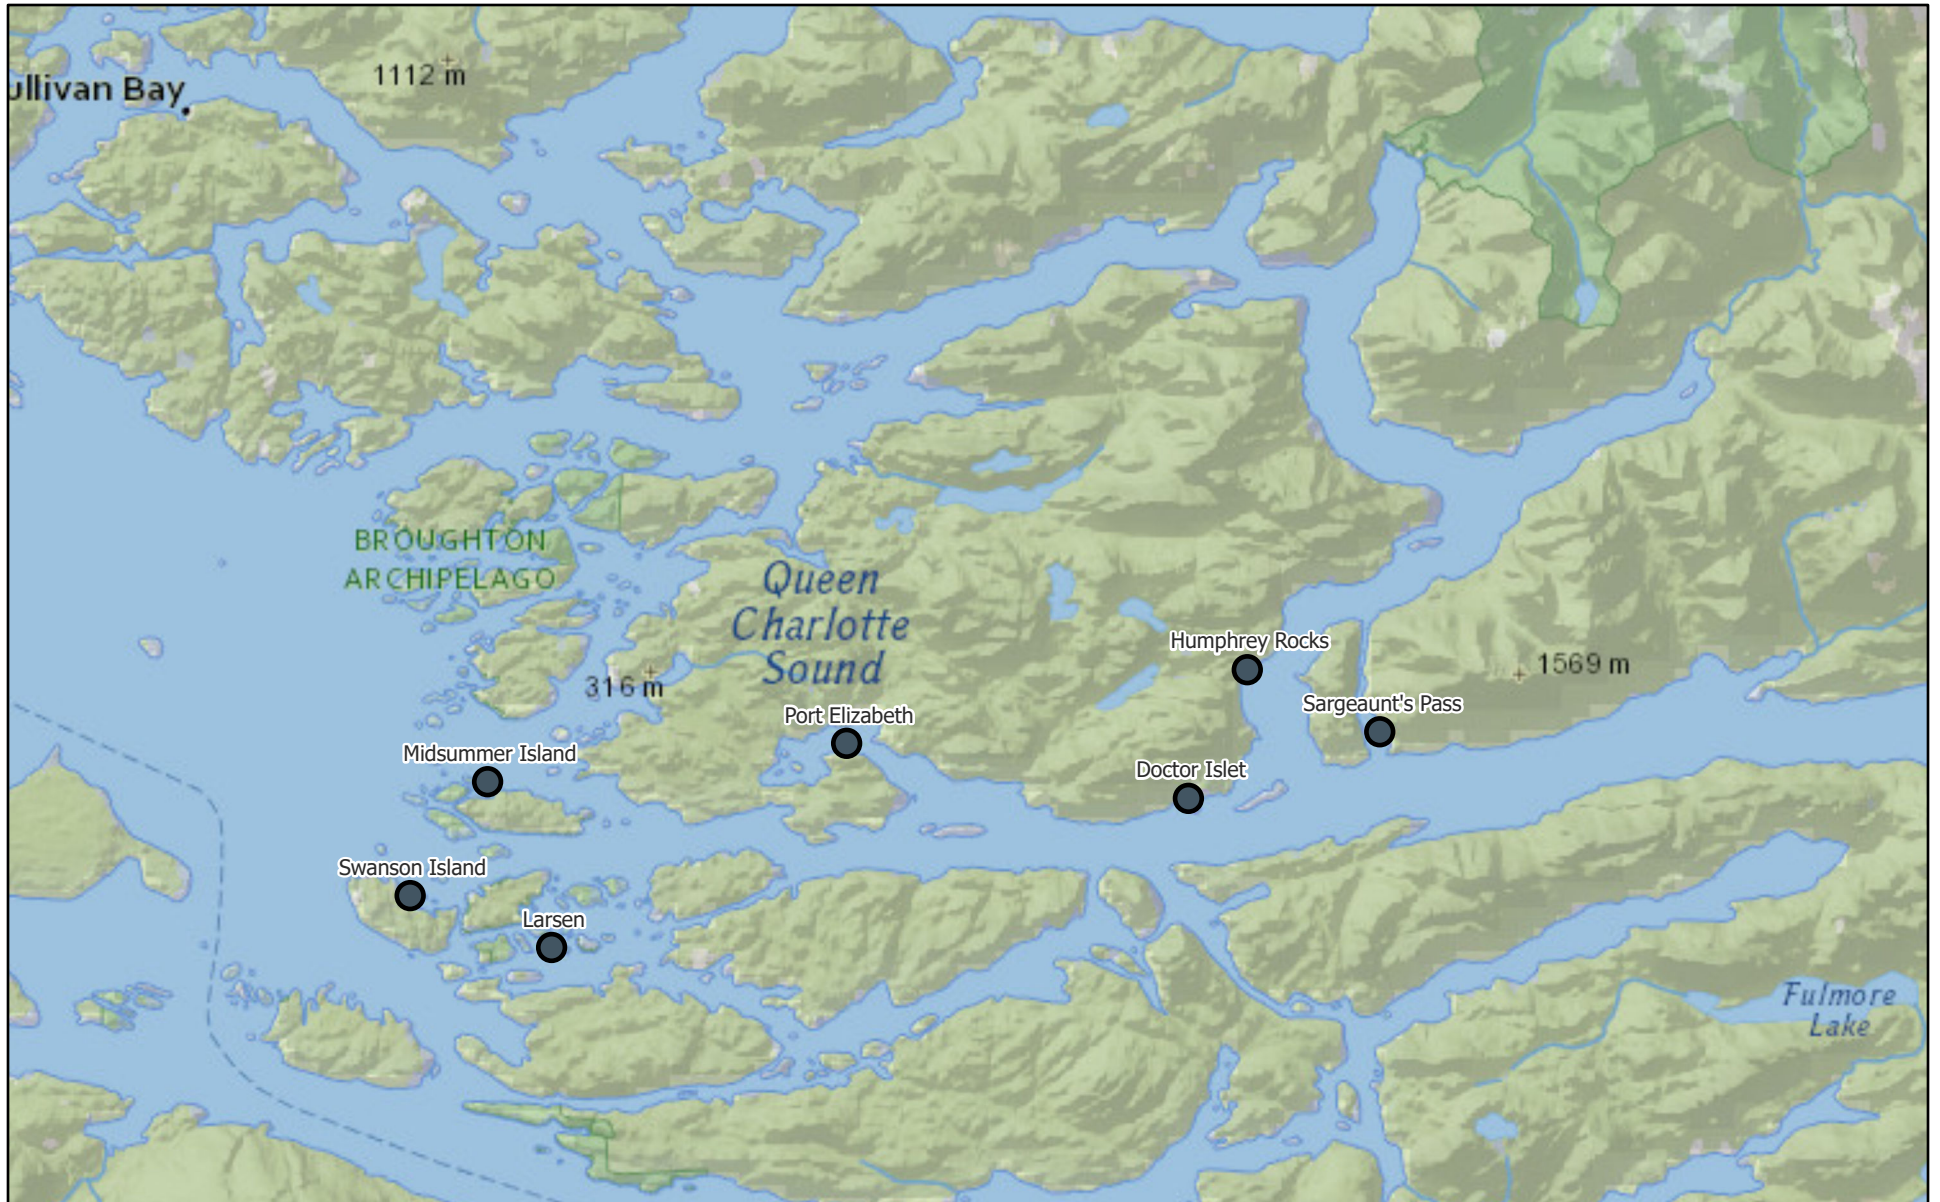 1112 m
ullivan Bay
BROUGHTON
ARCHIPELAGO
Queen
Charlotte
Sound
316 m
Humphrey Rocks
1569 m
Sargeaunt's Pass
Port Elizabeth
Midsummer Island
Doctor Islet
Swanson Island
Larsen
Fulmore
Lake